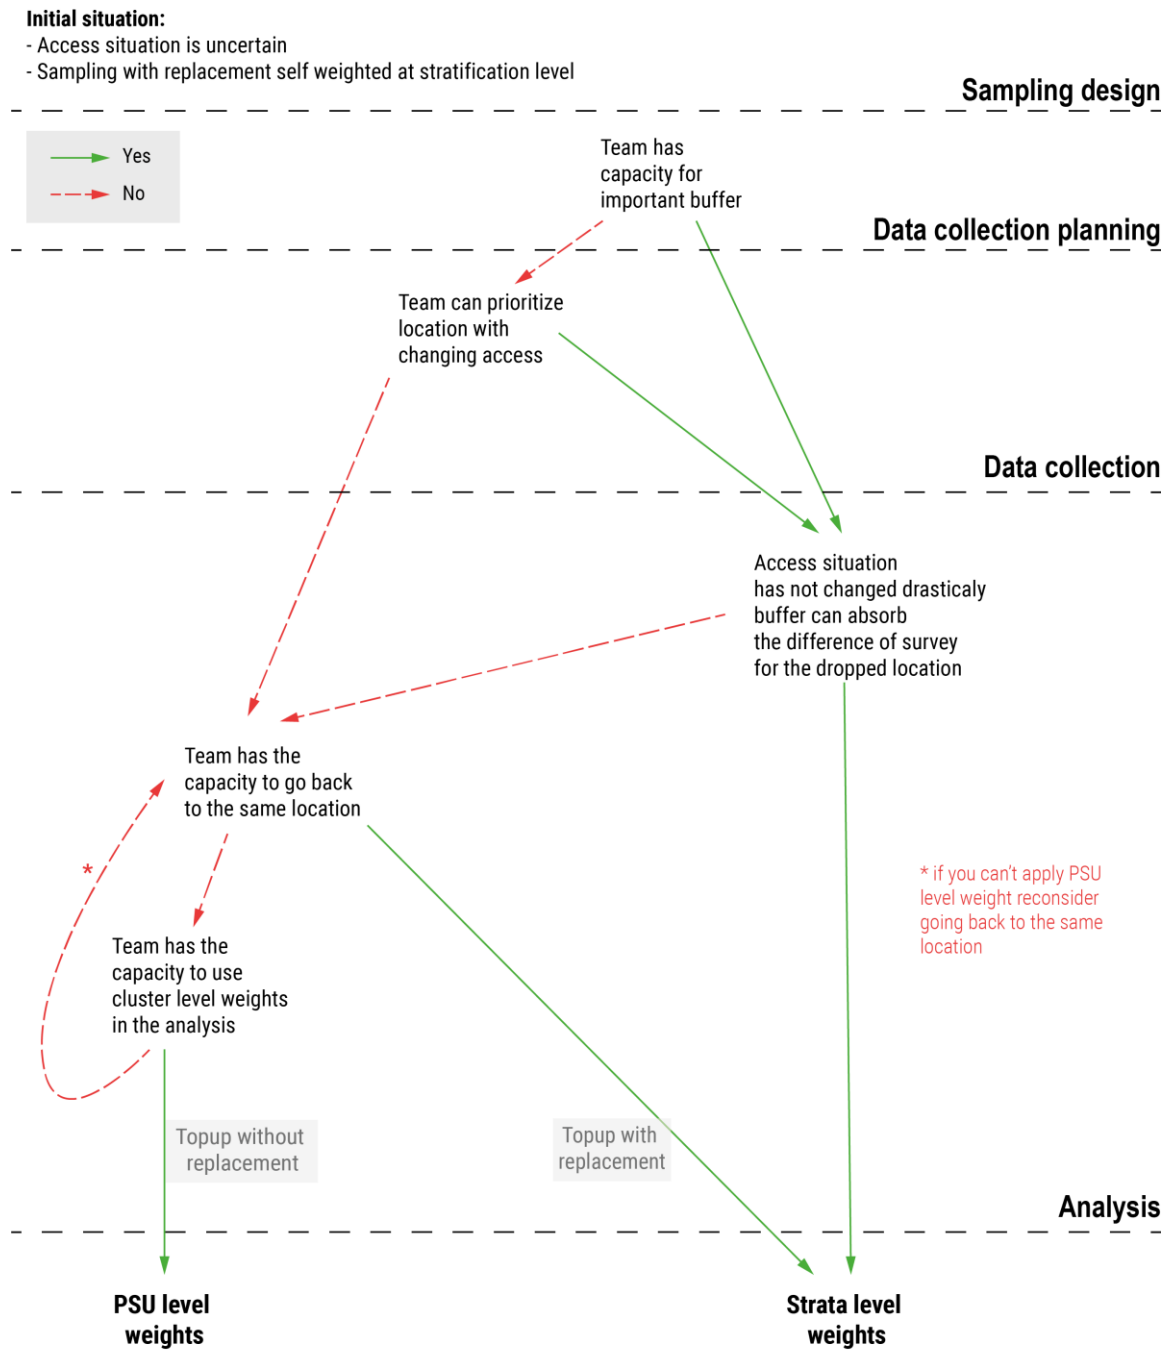 Initial situation:
- Access situation is uncertain
- Sampling with replacement self weighted at stratification level
Sampling design
Yes
No
Team has
capacity for
important buffer
Data collection planning
Team can prioritize
location with
changing access
Data collection
Access situation
has not changed drasticaly
buffer can absorb
the difference of survey
for the dropped location
Team has the
capacity to go back
to the same location
*
* if you can't apply PSU
level weight reconsider
going back to the same
location
Team has the
capacity to use
cluster level weights
in the analysis
Topup without
replacement
Topup with
replacement
Analysis
PSU level
weights
Strata level
weights